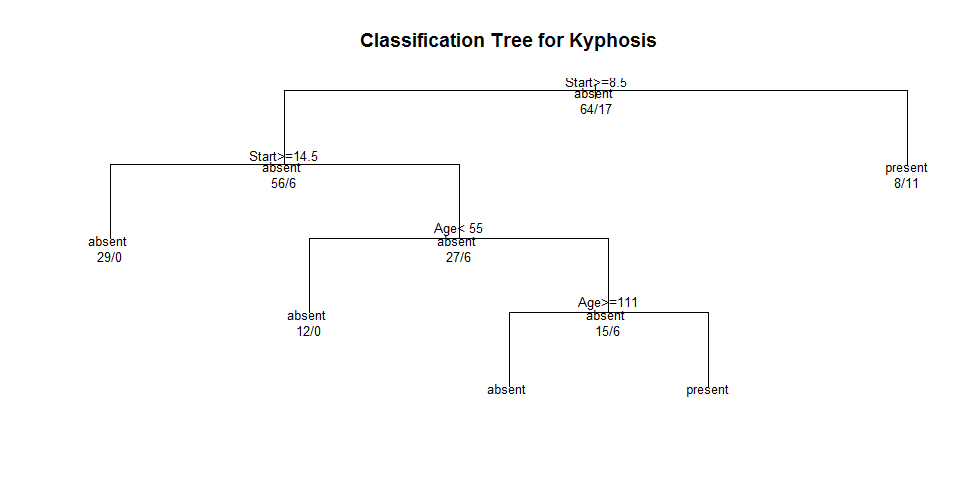 Classification Tree for Kyphosis
Start>=8.5
absent
64/17
Start>=14.5
absent
56/6
present
8/11
absent
29/0
Age< 55
absent
27/6
absent
12/0
Age>=111
absent
15/6
absent
present